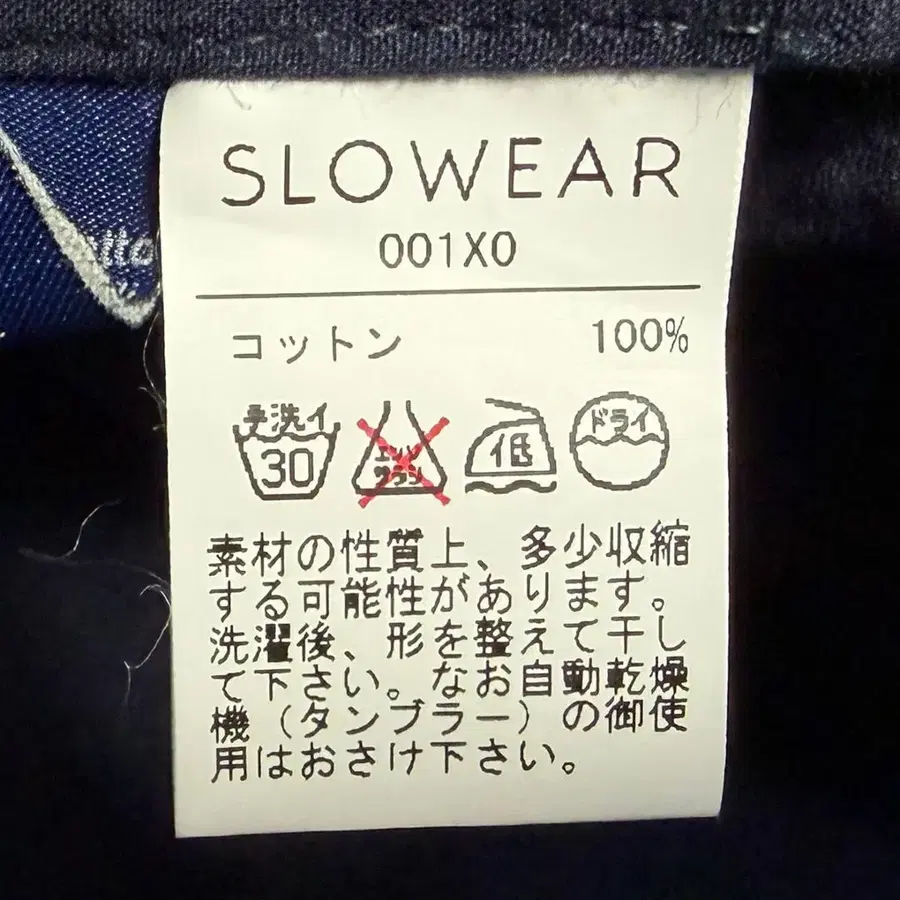 SLOWEAR
001X0
コットン 100%
手洗イ 30
エンソ サラシ
低
ドライ
素材の性質上、多少収縮
する可能性があります。
洗濯後、形を整えて干し
て下さい。なお自動乾燥
機（タンブラー）の御使
用はおさけ下さい。